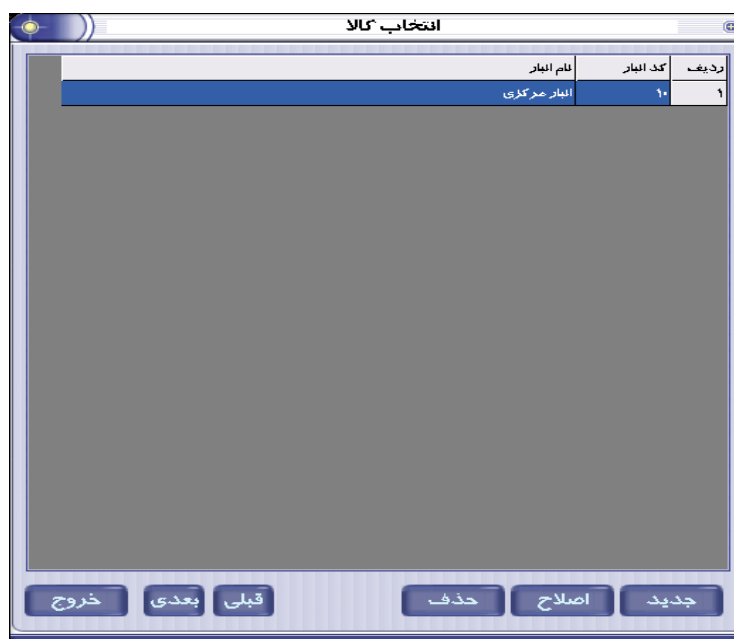 انتخاب کالا
ردیف کد انبار نام انبار
۱ ۱۰ انبار مرکزی
جدید اصلاح حذف قبلی بعدی خروج